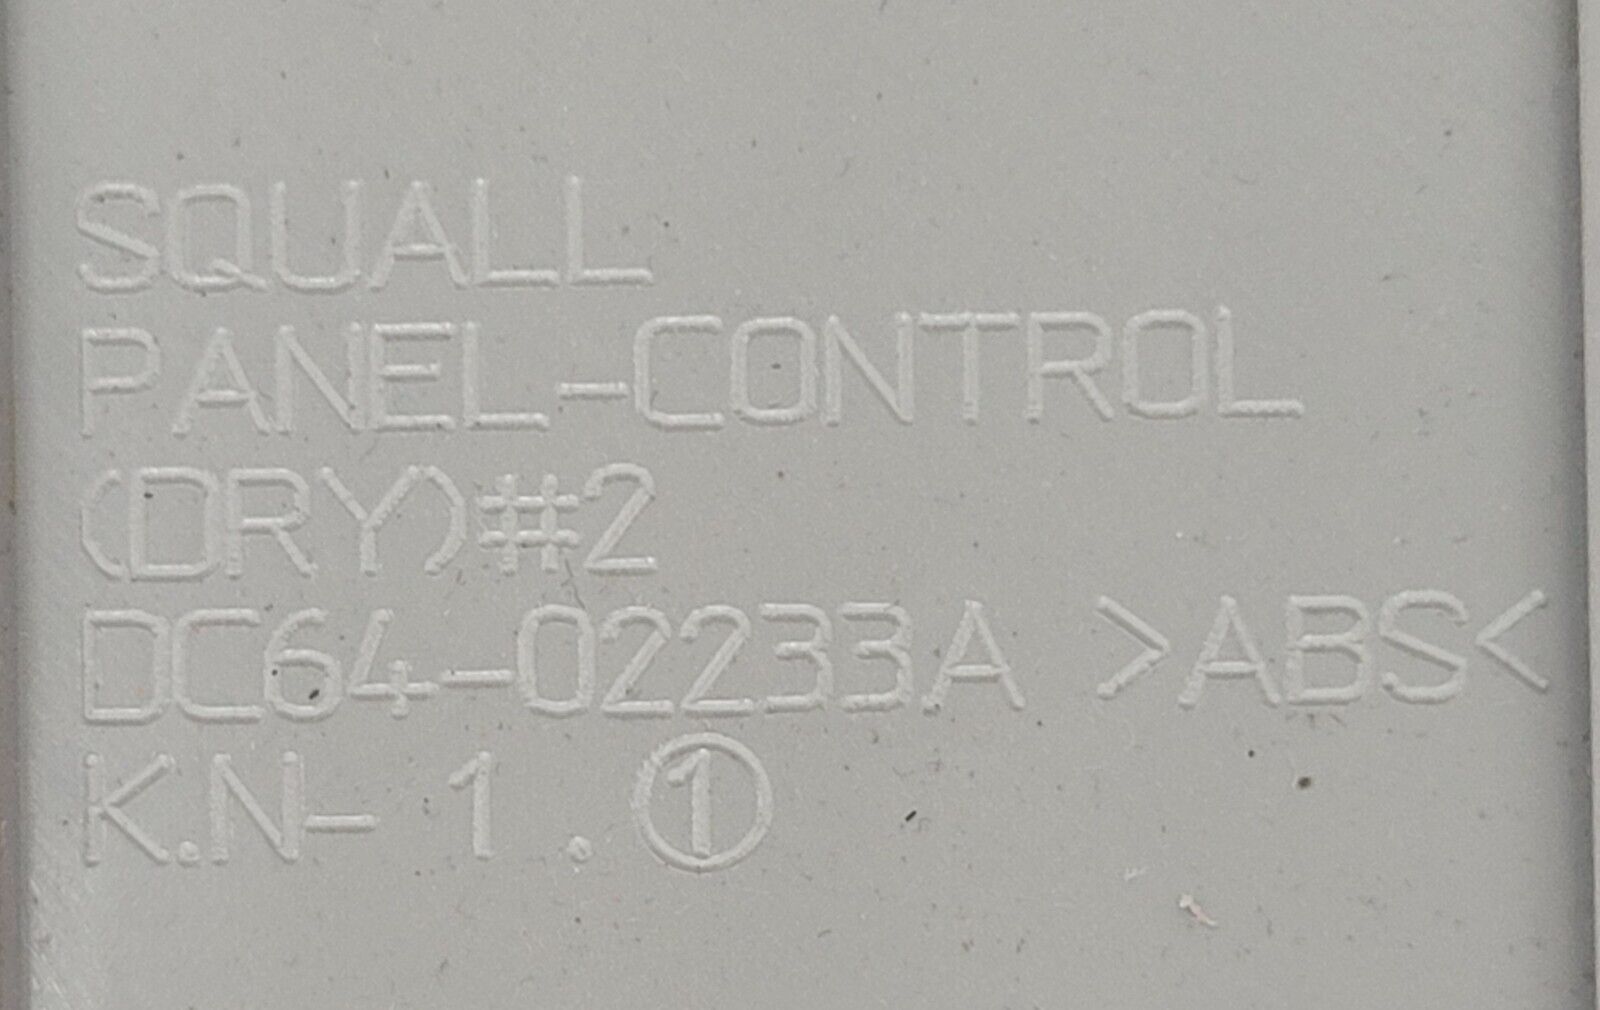 SQUALL
PANEL-CONTROL
(DRY)#2
DC64-02233A >ABS<
K.N- 1 . ①